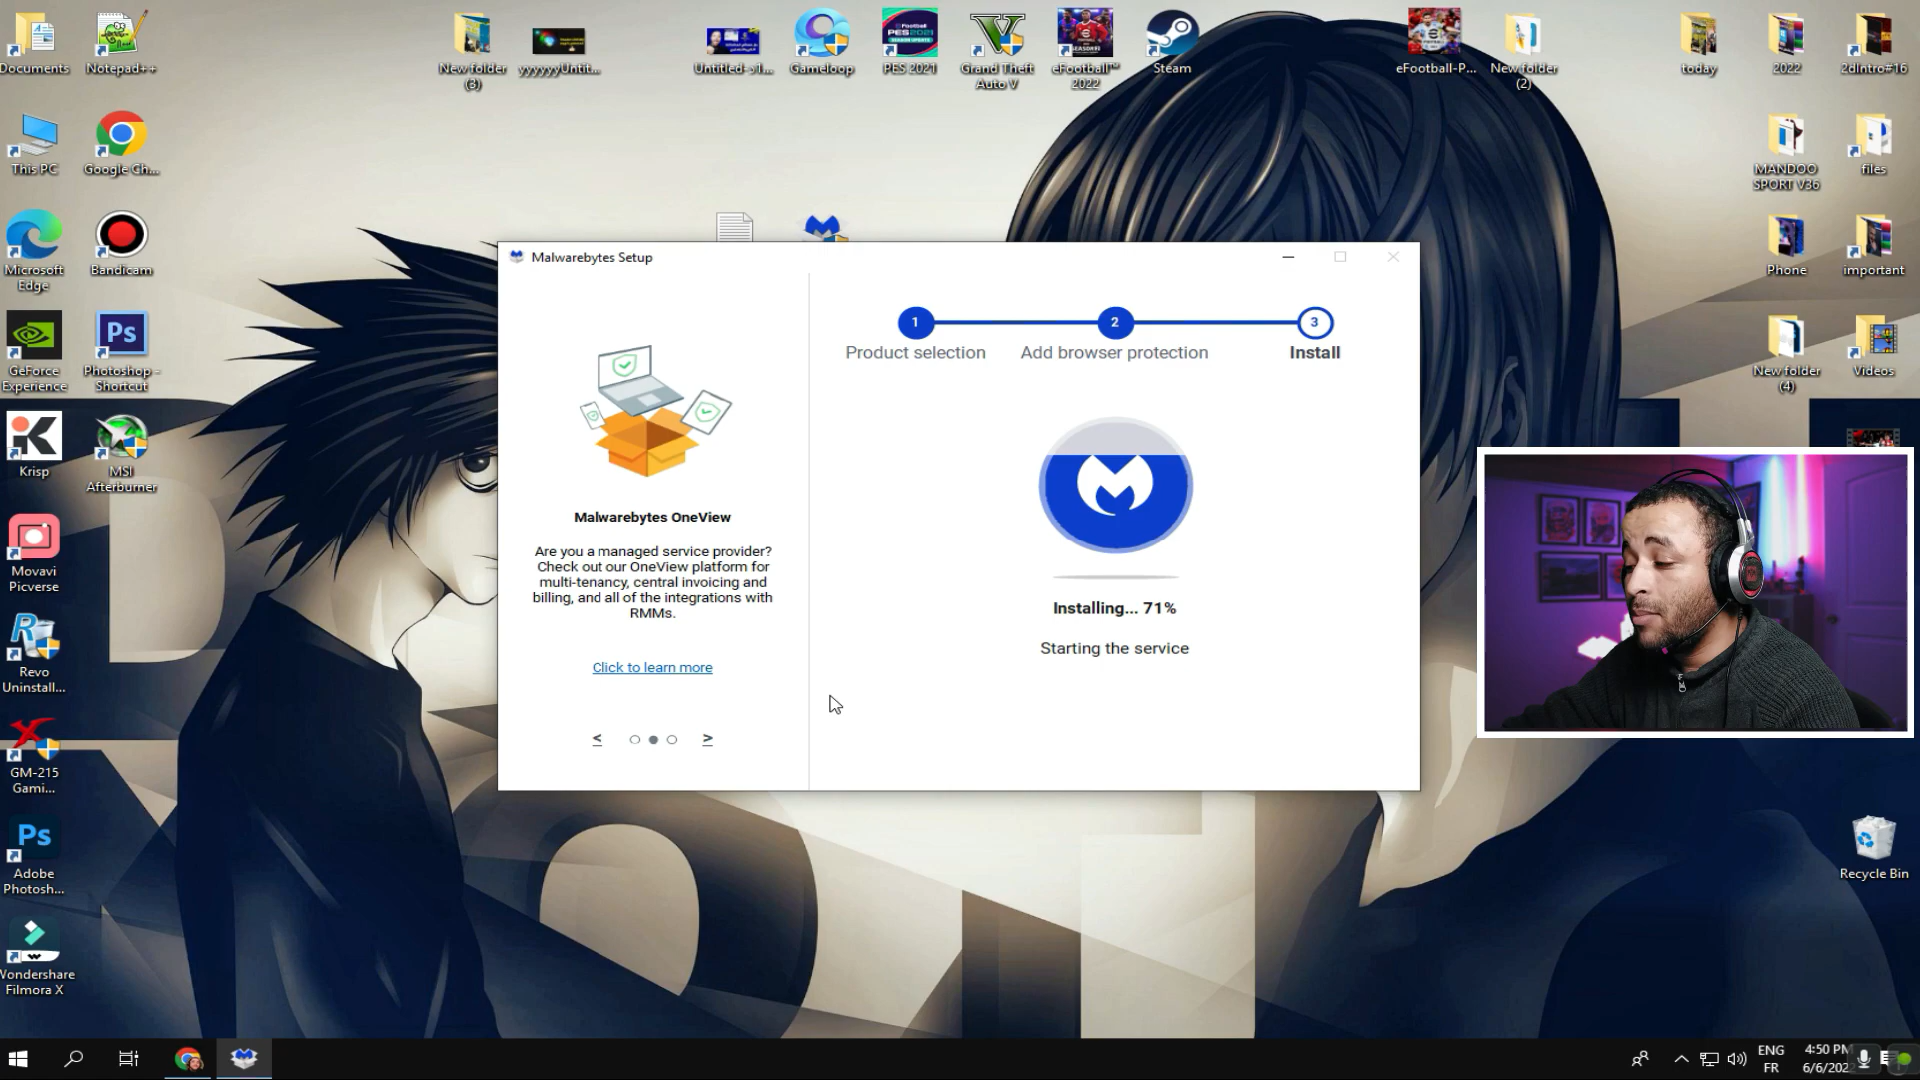 Documents
Notepad++
New folder
(3)
yyyyyyUntit...
Gameloop
PES 2021
Grand Theft
Auto V
eFootball™
2022
Steam
eFootball-P...
New folder
(2)
today
2022
2dIntro#16
This PC
Google Ch...
MANDOO
SPORT V36
files
Microsoft
Edge
Bandicam
Phone
important
GeForce
Experience
Photoshop -
Shortcut
New folder
(4)
Videos
Krisp
MSI
Afterburner
Movavi
Picverse
Revo
Uninstall...
GM-215
Gami...
Adobe
Photosh...
Wondershare
Filmora X
Recycle Bin
Malwarebytes Setup
1
2
3
Product selection
Add browser protection
Install
Malwarebytes OneView
Are you a managed service provider?
Check out our OneView platform for
multi-tenancy, central invoicing and
billing, and all of the integrations with
RMMs.
Click to learn more
< >
Installing... 71%
Starting the service
ENG
FR
4:50 PM
6/6/202